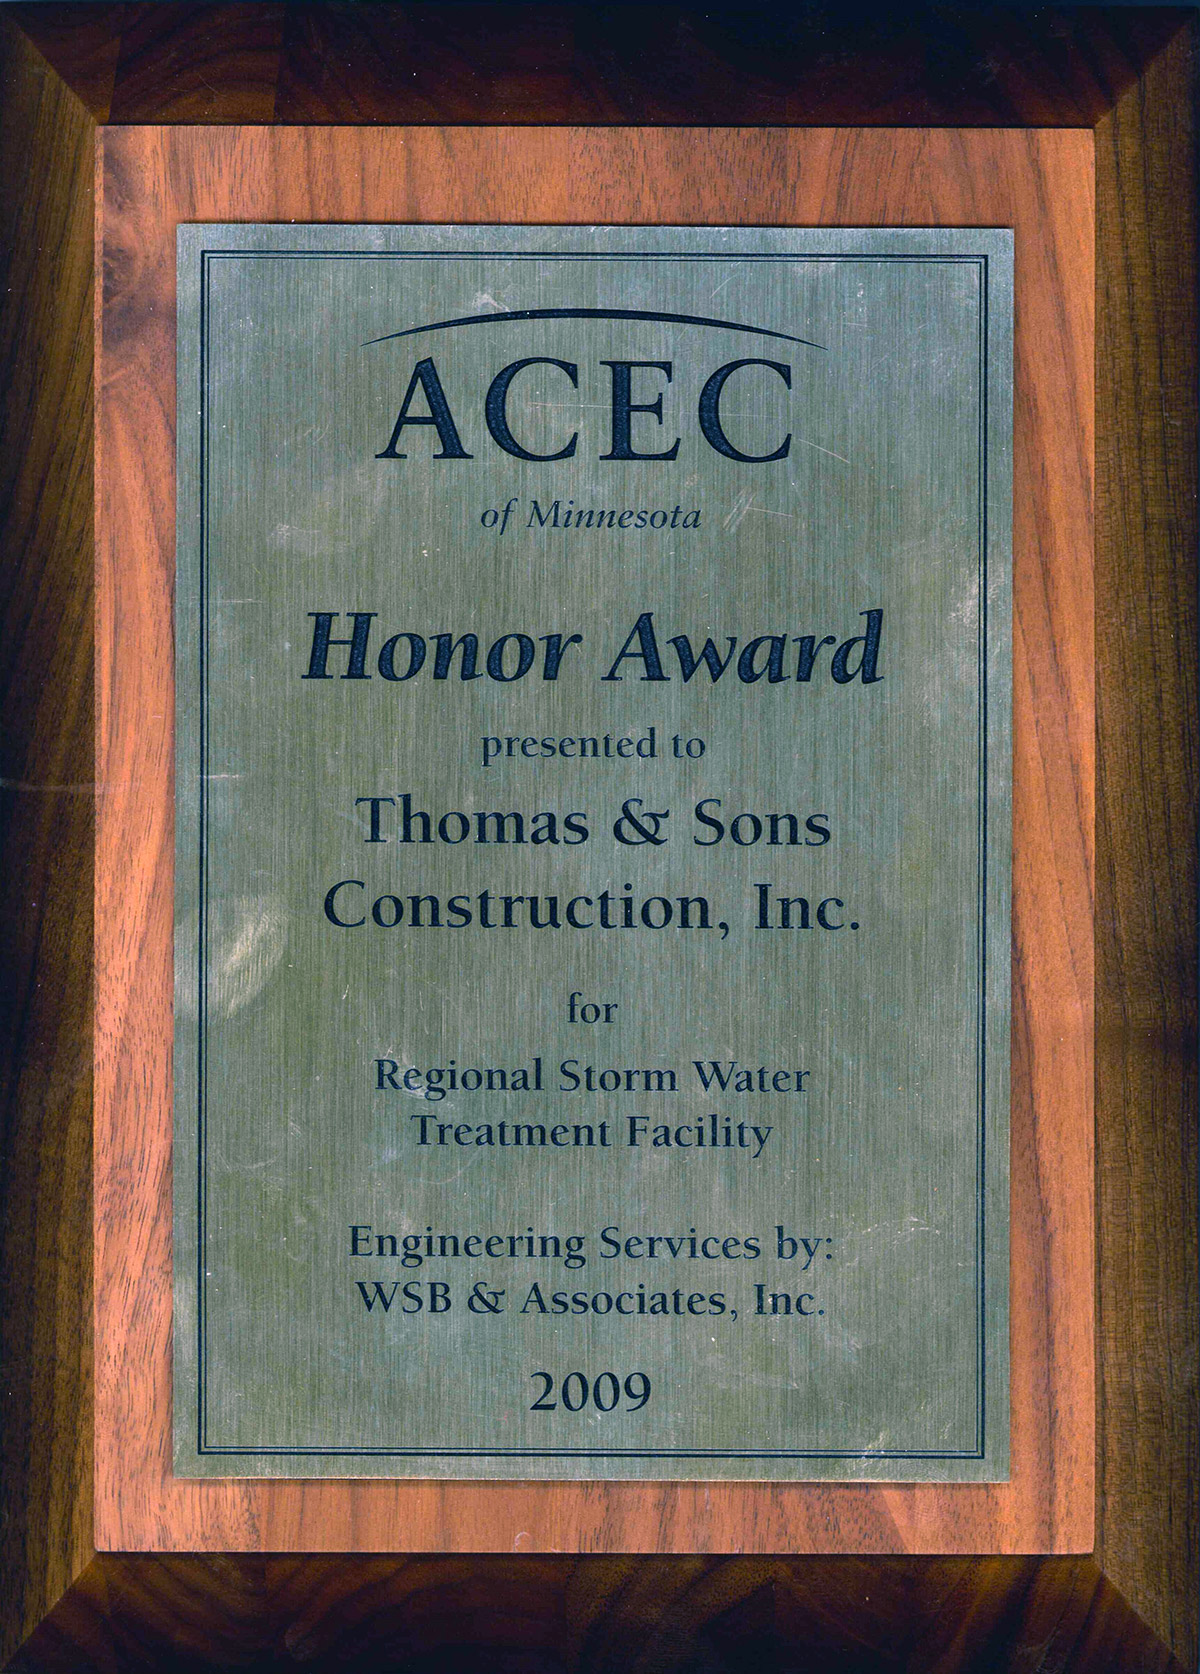 ACEC
of Minnesota
Honor Award
presented to
Thomas & Sons
Construction, Inc.
for
Regional Storm Water
Treatment Facility
Engineering Services by:
WSB & Associates, Inc.
2009